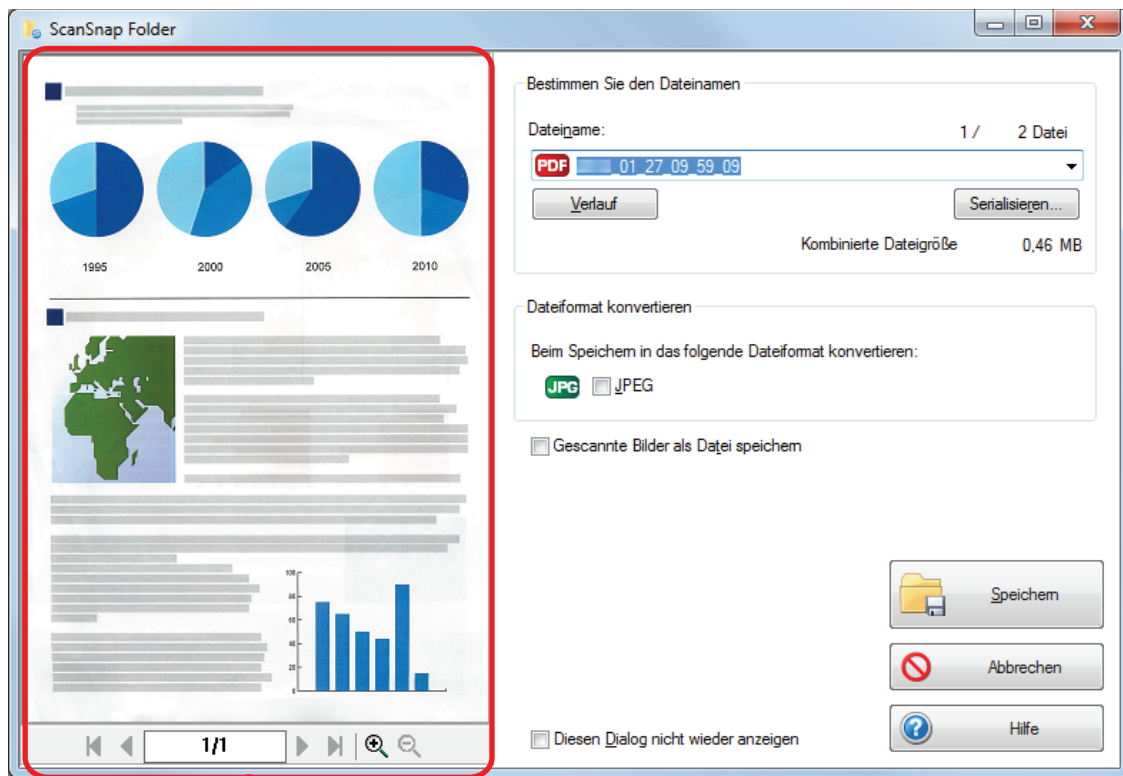 ScanSnap Folder
1995 2000 2005 2010
100
80
60
40
20
0
1/1
Bestimmen Sie den Dateinamen
Dateiname: 1 / 2 Datei
PDF _01_27_09_59_09
Verlauf Serialisieren...
Kombinierte Dateigröße 0,46 MB
Dateiformat konvertieren
Beim Speichern in das folgende Dateiformat konvertieren:
JPG JPEG
Gescannte Bilder als Datei speichern
Speichern
Abbrechen
Diesen Dialog nicht wieder anzeigen
Hilfe